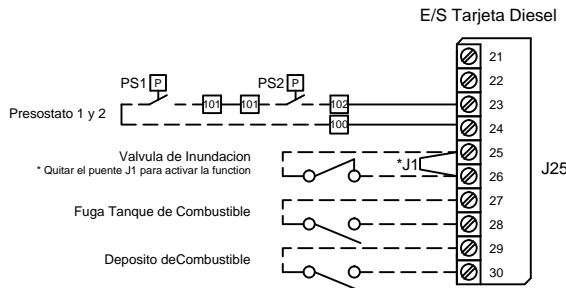 E/S Tarjeta Diesel
21
22
PS1 P PS2 P
101 101 102 23
Presostato 1 y 2
100 24
Valvula de Inundacion *J1 25
* Quitar el puente J1 para activar la function 26
J25
Fuga Tanque de Combustible 27
28
Deposito deCombustible 29
30